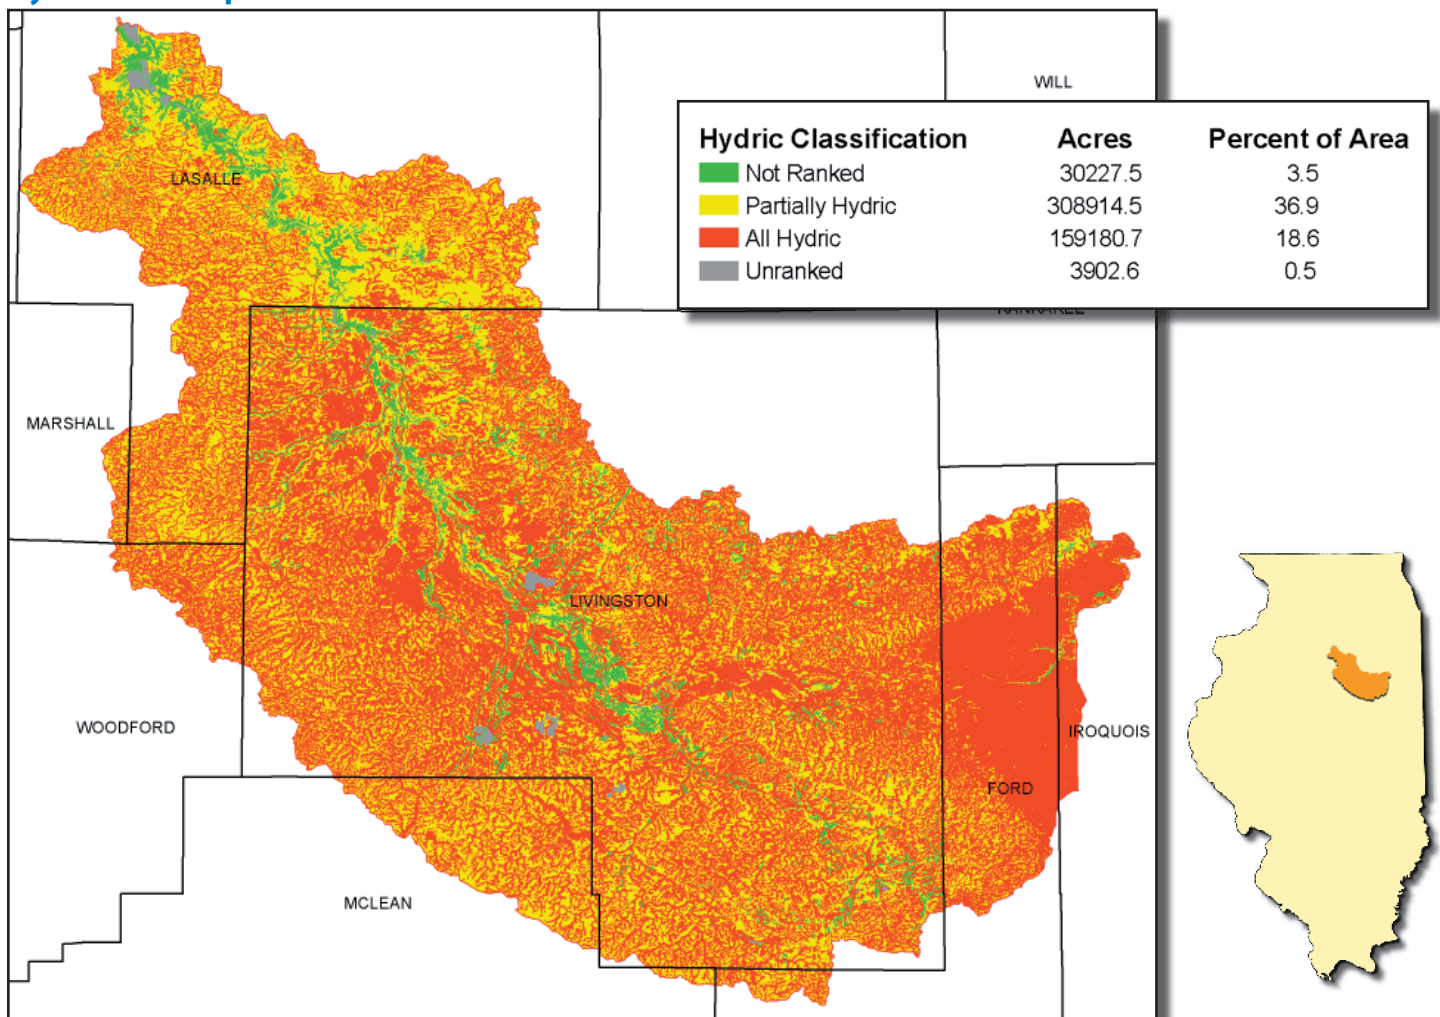 WILL
Hydric Classification Acres Percent of Area
Not Ranked 30227.5 3.5
Partially Hydric 308914.5 36.9
All Hydric 159180.7 18.6
Unranked 3902.6 0.5
LASALLE
MARSHALL
LIVINGSTON
WOODFORD
IROQUOIS
FORD
MCLEAN